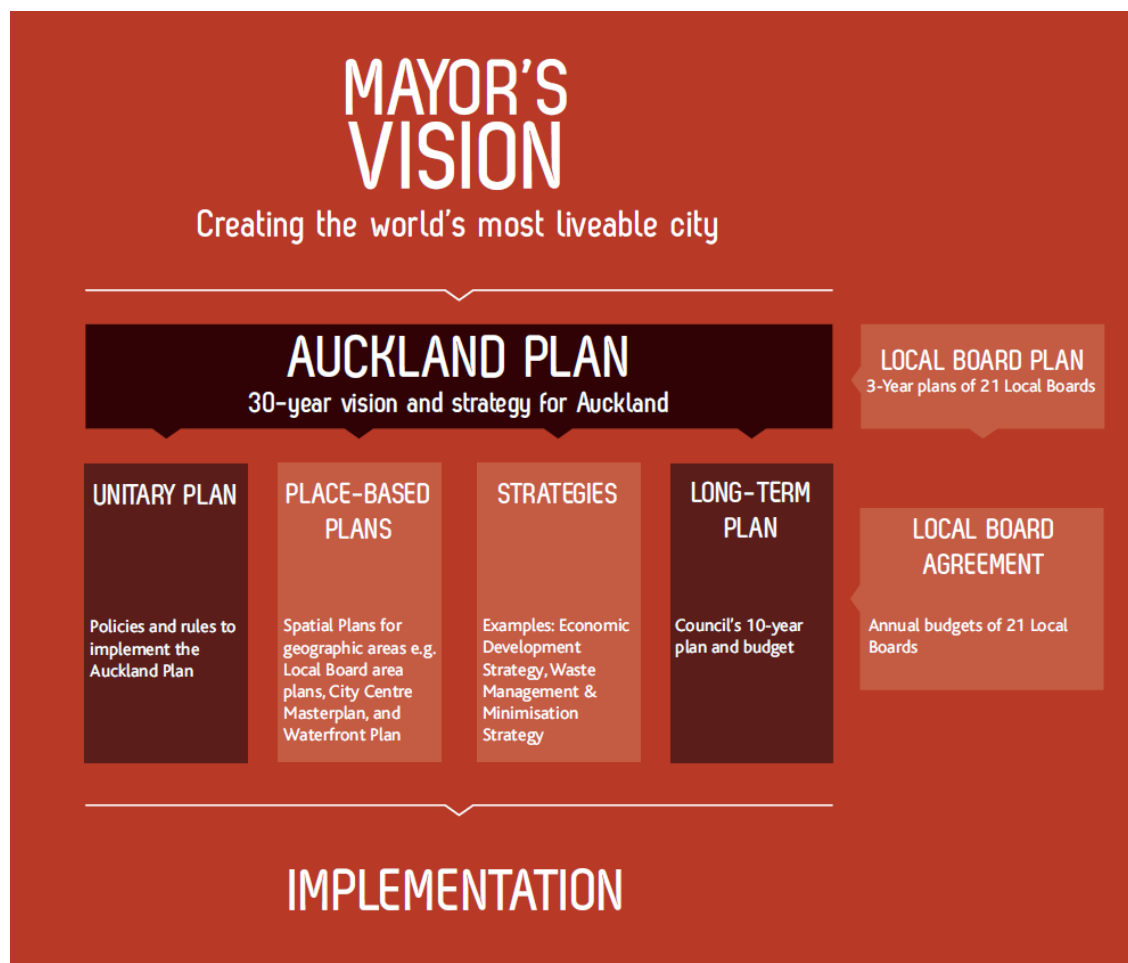 MAYOR'S
VISION
Creating the world's most liveable city
AUCKLAND PLAN
30-year vision and strategy for Auckland
LOCAL BOARD PLAN
3-Year plans of 21 Local Boards
UNITARY PLAN
Policies and rules to
implement the
Auckland Plan
PLACE-BASED
PLANS
Spatial Plans for
geographic areas e.g.
Local Board area
plans, City Centre
Masterplan, and
Waterfront Plan
STRATEGIES
Examples: Economic
Development
Strategy, Waste
Management &
Minimisation
Strategy
LONG-TERM
PLAN
Council's 10-year
plan and budget
LOCAL BOARD
AGREEMENT
Annual budgets of 21 Local
Boards
IMPLEMENTATION